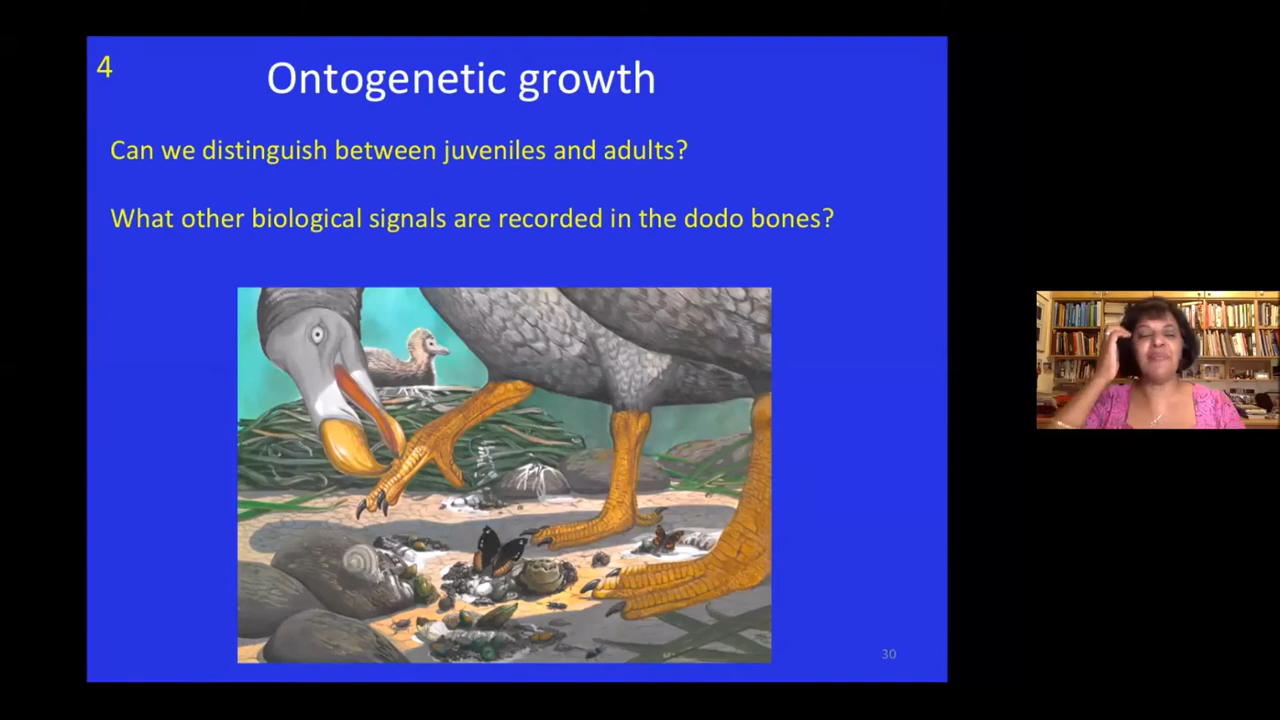 4
Ontogenetic growth
Can we distinguish between juveniles and adults?
What other biological signals are recorded in the dodo bones?
30